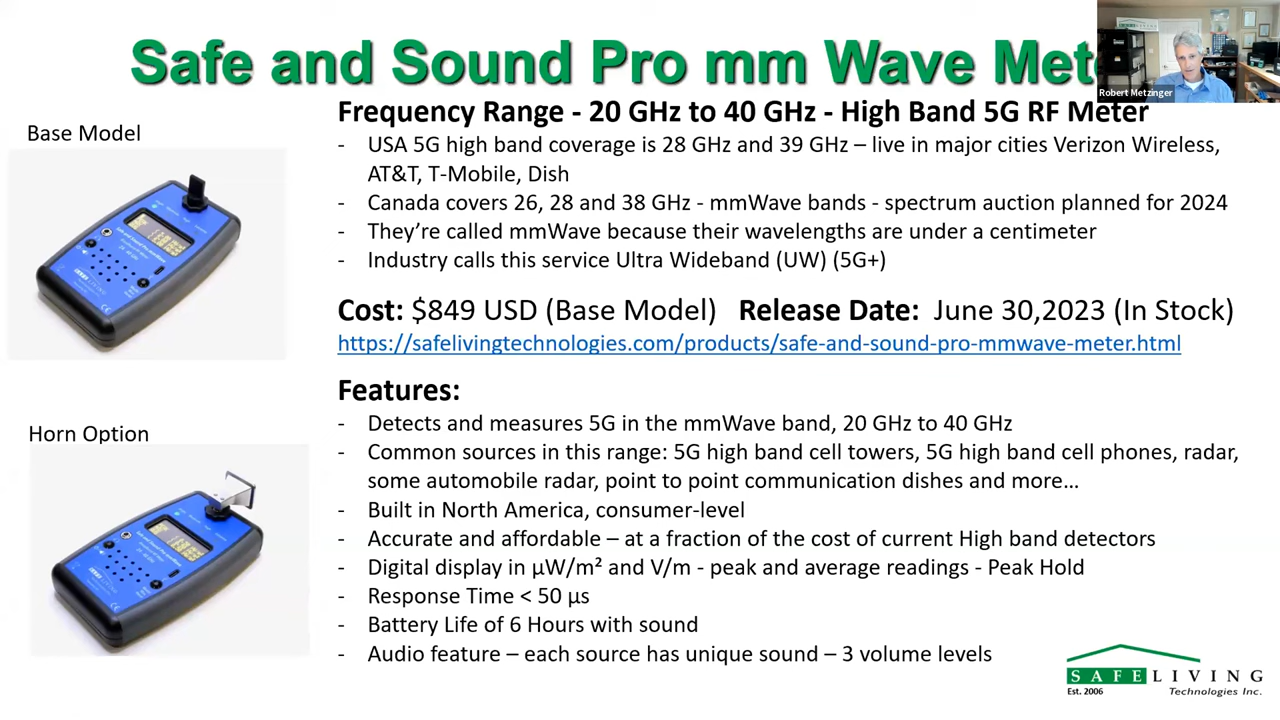 Safe and Sound Pro mm Wave Mete
Robert Metzinger
Frequency Range - 20 GHz to 40 GHz - High Band 5G RF Meter
Base Model
- USA 5G high band coverage is 28 GHz and 39 GHz – live in major cities Verizon Wireless,
AT&T, T-Mobile, Dish
- Canada covers 26, 28 and 38 GHz - mmWave bands - spectrum auction planned for 2024
- They’re called mmWave because their wavelengths are under a centimeter
- Industry calls this service Ultra Wideband (UW) (5G+)
Cost: $849 USD (Base Model) Release Date: June 30,2023 (In Stock)
https://safelivingtechnologies.com/products/safe-and-sound-pro-mmwave-meter.html
Features:
- Detects and measures 5G in the mmWave band, 20 GHz to 40 GHz
Horn Option
- Common sources in this range: 5G high band cell towers, 5G high band cell phones, radar,
some automobile radar, point to point communication dishes and more…
- Built in North America, consumer-level
- Accurate and affordable – at a fraction of the cost of current High band detectors
- Digital display in µW/m² and V/m - peak and average readings - Peak Hold
- Response Time < 50 µs
- Battery Life of 6 Hours with sound
- Audio feature – each source has unique sound – 3 volume levels
SAFELIVING
Est. 2006 Technologies Inc.